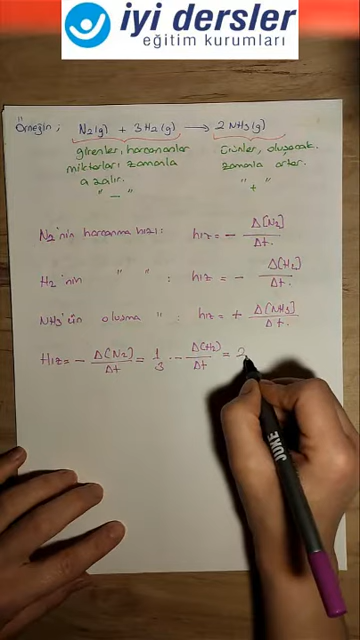 iyi dersler
eğitim kurumları
Örneğin; N2(g) + 3H2(g) → 2NH3(g)
girenler, harcananlar
miktarları zamanla
azalır.
" − "
Ürünler, oluşacak.
zamanla artar.
" + "
N2'nin harcanma hızı: hız = − Δ[N2]/Δt.
H2'nin " " : hız = − Δ[H2]/Δt.
NH3'ün oluşma " : hız = + Δ[NH3]/Δt.
Hız = − Δ[N2]/Δt = 1/3 · − Δ[H2]/Δt = 2
JUKE